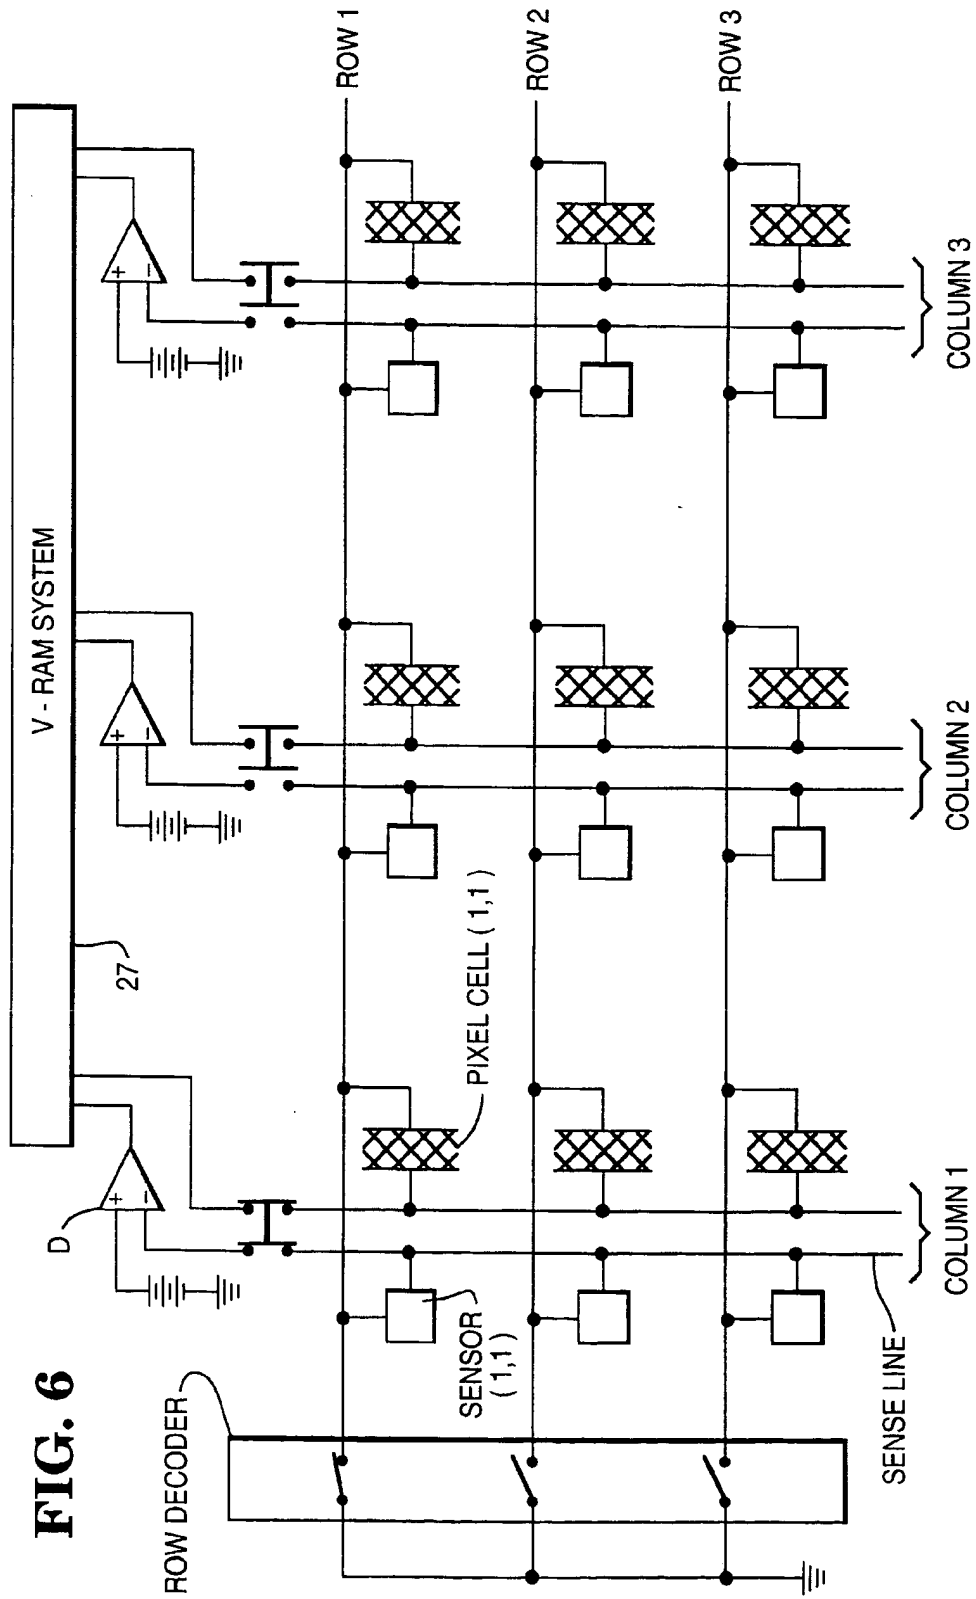 FIG. 6
V - RAM SYSTEM
27
D
+
−
+
−
+
−
ROW DECODER
ROW 1
ROW 2
ROW 3
SENSOR
( 1,1 )
PIXEL CELL ( 1,1 )
SENSE LINE
COLUMN 1
COLUMN 2
COLUMN 3